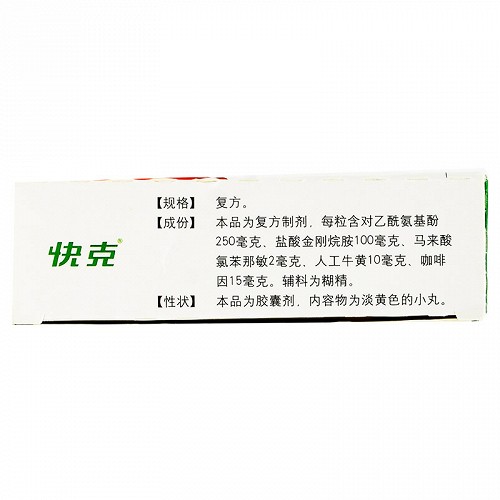 快克®
【规格】 复方。
【成份】 本品为复方制剂，每粒含对乙酰氨基酚
250毫克、盐酸金刚烷胺100毫克、马来酸
氯苯那敏2毫克、人工牛黄10毫克、咖啡
因15毫克。辅料为糊精。
【性状】 本品为胶囊剂，内容物为淡黄色的小丸。